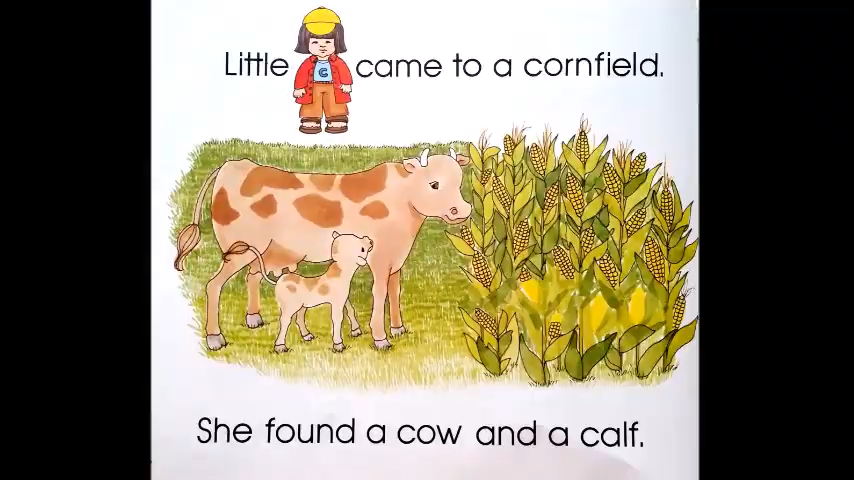 Little c came to a cornfield.
She found a cow and a calf.